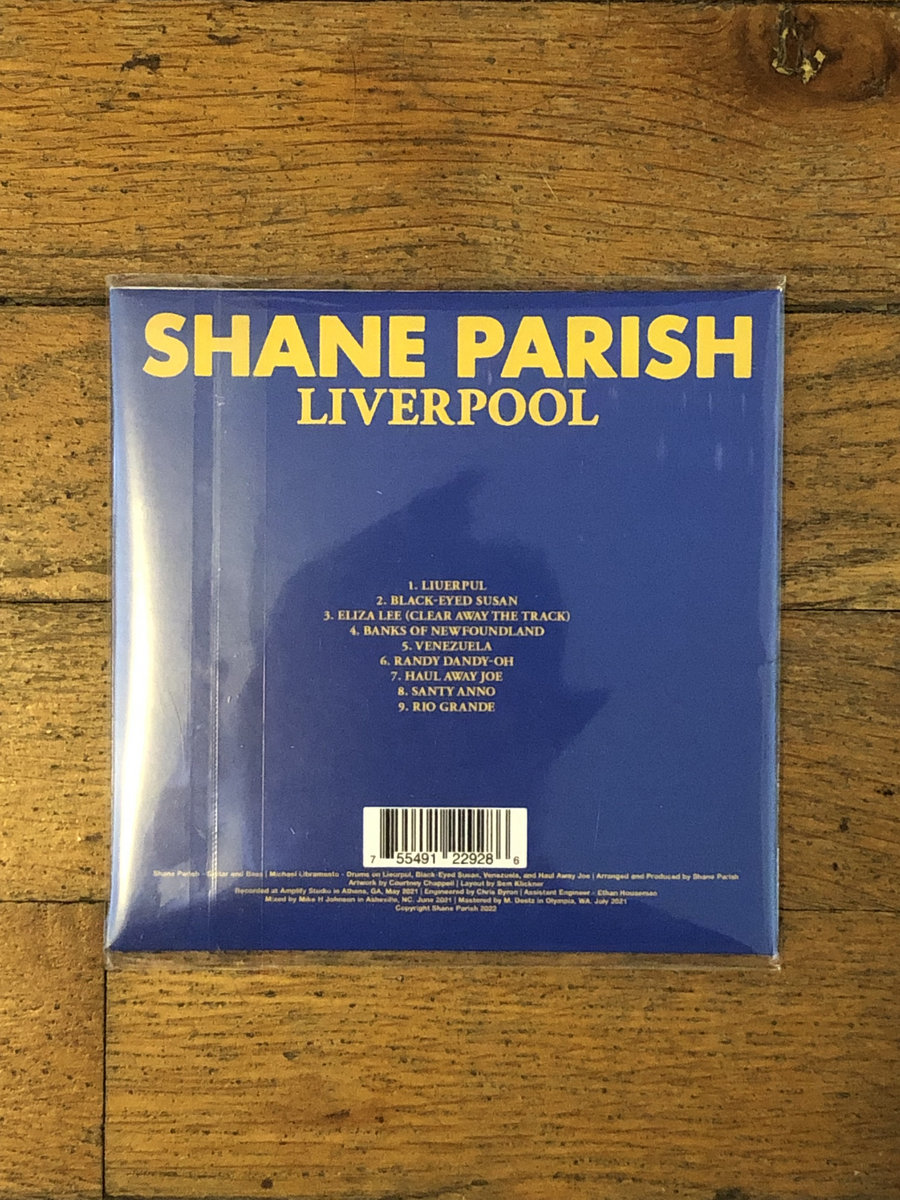 SHANE PARISH
LIVERPOOL
1. LIUERPUL
2. BLACK-EYED SUSAN
3. ELIZA LEE (CLEAR AWAY THE TRACK)
4. BANKS OF NEWFOUNDLAND
5. VENEZUELA
6. RANDY DANDY-OH
7. HAUL AWAY JOE
8. SANTY ANNO
9. RIO GRANDE
7 55491 22928 6
Shane Parish - Guitar and Bass | Michael Libramento - Drums on Lieurpul, Black-Eyed Susan, Venezuela, and Haul Away Joe | Arranged and Produced by Shane Parish
Artwork by Courtney Chappell | Layout by Sam Klickner
Recorded at Amplify Studio in Athens, GA, May 2021 | Engineered by Chris Byron | Assistant Engineer - Ethan Houseman
Mixed by Mike H Johnson in Asheville, NC. June 2021 | Mastered by M. Destz in Olympia, WA. July 2021
Copyright Shane Parish 2022